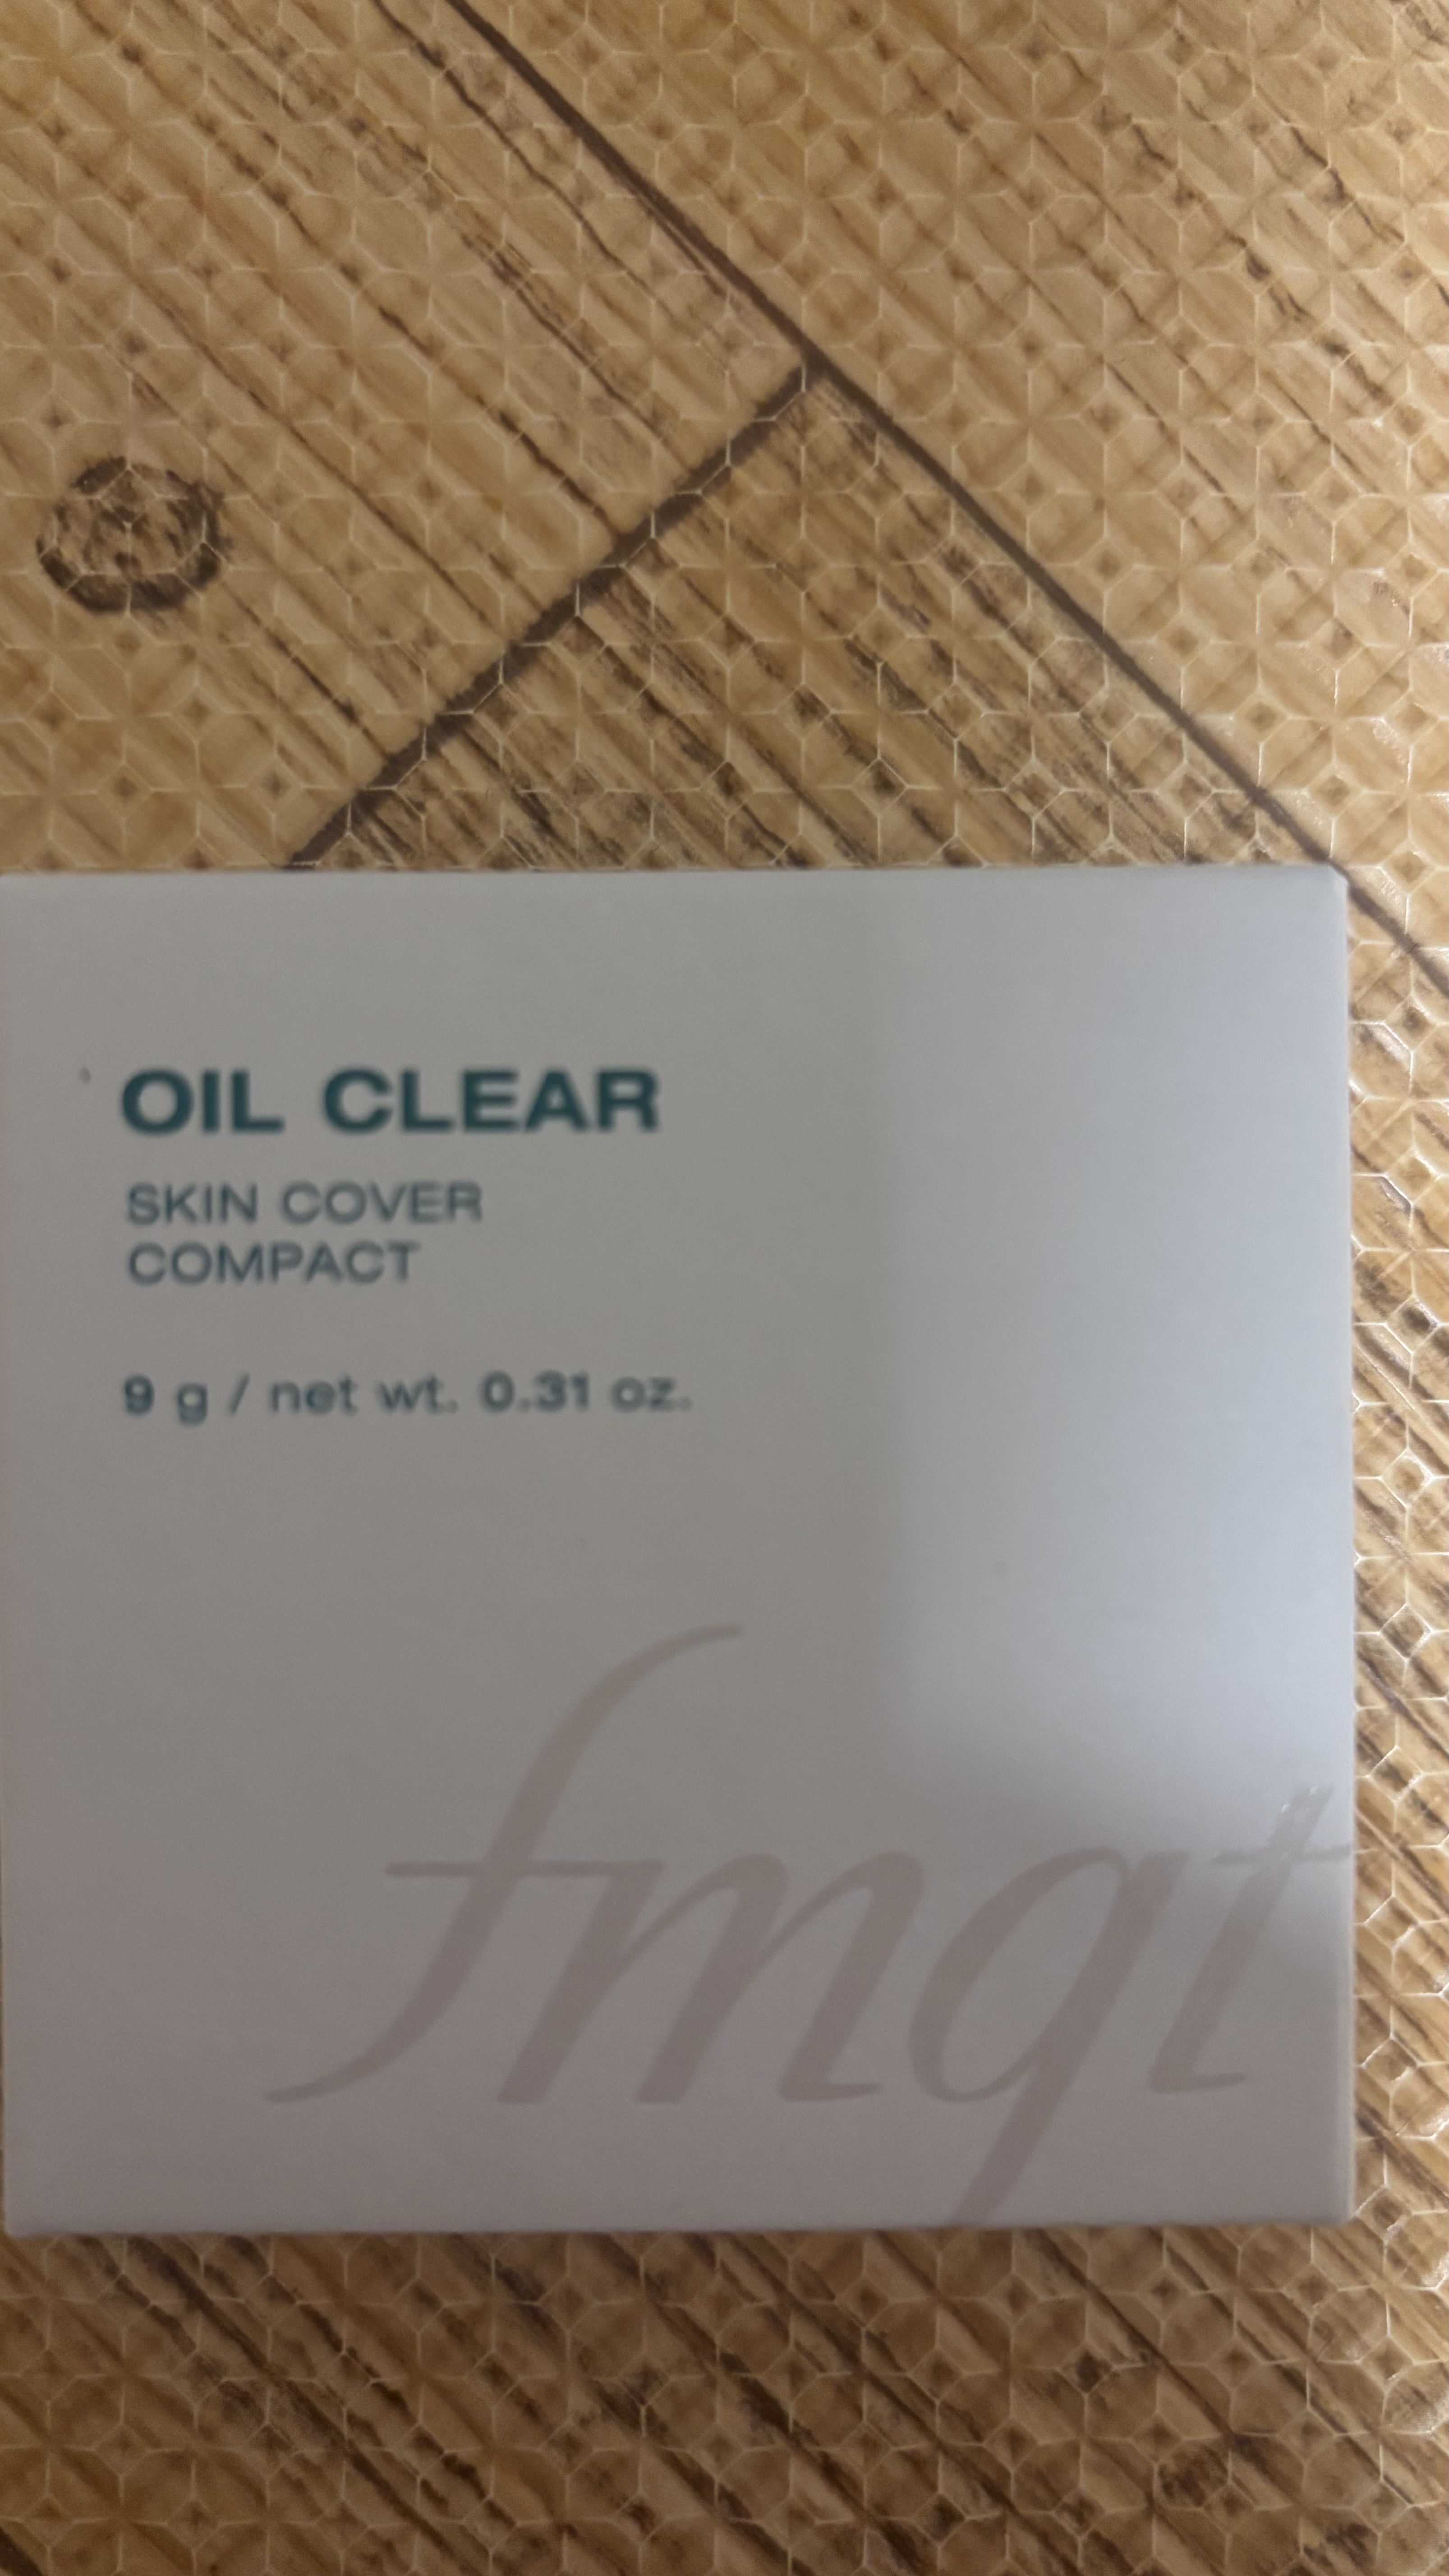 OIL CLEAR
SKIN COVER
COMPACT
9 g / net wt. 0.31 oz.
fmgt